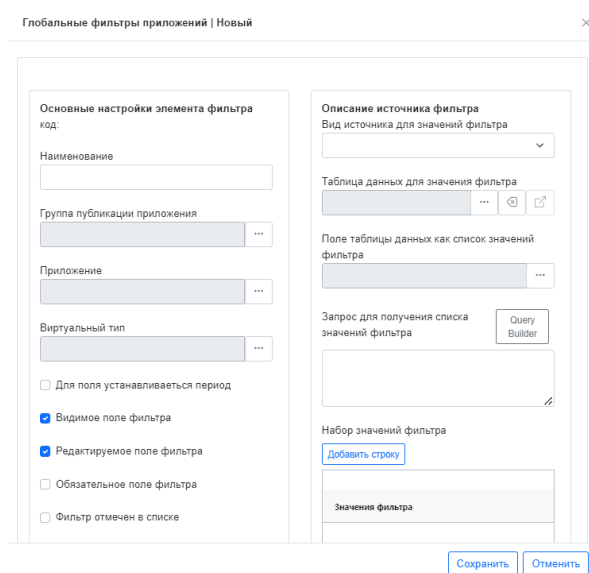 Глобальные фильтры приложений | Новый
Основные настройки элемента фильтра
код:
Наименование
Группа публикации приложения
Приложение
Виртуальный тип
Для поля устанавливаеться период
Видимое поле фильтра
Редактируемое поле фильтра
Обязательное поле фильтра
Фильтр отмечен в списке
Описание источника фильтра
Вид источника для значений фильтра
Таблица данных для значения фильтра
Поле таблицы данных как список значений
фильтра
Запрос для получения списка
значений фильтра
Query
Builder
Набор значений фильтра
Добавить строку
Значения фильтра
Сохранить
Отменить